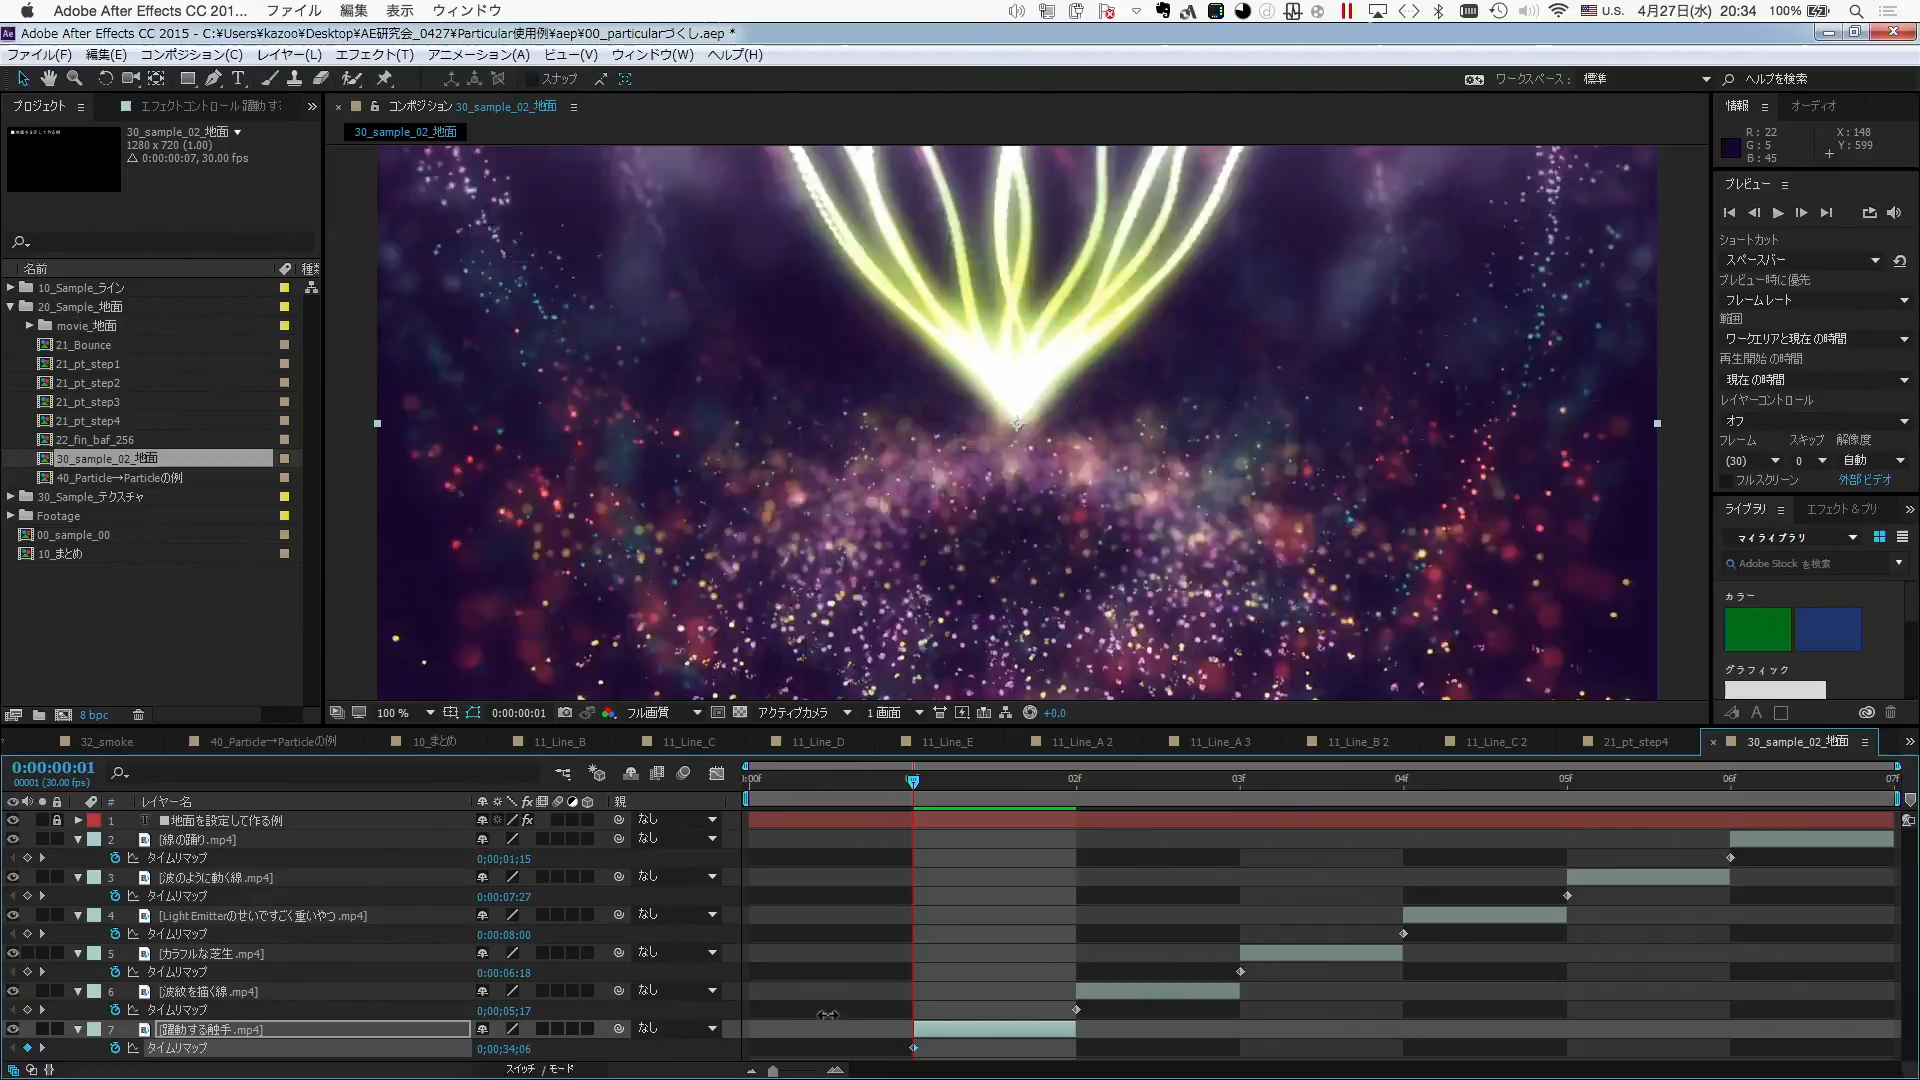 Adobe After Effects CC 201... ファイル 編集 表示 ウィンドウ
U.S. 4月27日(水) 20:34 100%
Adobe After Effects CC 2015 - C:¥Users¥kazoo¥Desktop¥AE研究会_0427¥Particular使用例¥aep¥00_particularづくし.aep *
ファイル(F) 編集(E) コンポジション(C) レイヤー(L) エフェクト(T) アニメーション(A) ビュー(V) ウィンドウ(W) ヘルプ(H)
スナップ ワークスペース: 標準 ヘルプを検索
プロジェクト エフェクトコントロール 躍動する
30_sample_02_地面
1280 x 720 (1.00)
Δ 0:00:00:07, 30.00 fps
名前 種類
10_Sample_ライン
20_Sample_地面
movie_地面
21_Bounce
21_pt_step1
21_pt_step2
21_pt_step3
21_pt_step4
22_fin_baf_256
30_sample_02_地面
40_Particle→Particleの例
30_Sample_テクスチャ
Footage
00_sample_00
10_まとめ
8 bpc
コンポジション 30_sample_02_地面
30_sample_02_地面
100 % 0:00:00:01 フル画質 アクティブカメラ 1画面 +0.0
情報 オーディオ
R: 22 X: 148
G: 5 Y: 599
B: 45
プレビュー
ショートカット
スペースバー
プレビュー時に優先
フレームレート
範囲
ワークエリアと現在の時間
再生開始の時間
現在の時間
レイヤーコントロール
オフ
フレーム スキップ 解像度
(30) 0 自動
フルスクリーン 外部ビデオ
ライブラリ エフェクト＆プリ
マイライブラリ
Adobe Stock を検索
カラー
グラフィック
32_smoke 40_Particle→Particleの例 10_まとめ 11_Line_B 11_Line_C 11_Line_D 11_Line_E 11_Line_A 2 11_Line_A 3 11_Line_B 2 11_Line_C 2 21_pt_step4 30_sample_02_地面
0:00:00:01
00001 (30.00 fps)
:00f 02f 03f 04f 05f 06f 07f
# レイヤー名 fx 親
1 T ■地面を設定して作る例 fx なし
2 [線の踊り.mp4] なし
タイムリマップ 0;00;01;15
3 [波のように動く線.mp4] なし
タイムリマップ 0:00:07:27
4 [Light Emitterのせいですごく重いやつ.mp4] なし
タイムリマップ 0:00:08:00
5 [カラフルな芝生.mp4] なし
タイムリマップ 0:00:06:18
6 [波紋を描く線.mp4] なし
タイムリマップ 0;00;05;17
7 [躍動する触手.mp4] なし
タイムリマップ 0;00;34;06
スイッチ / モード